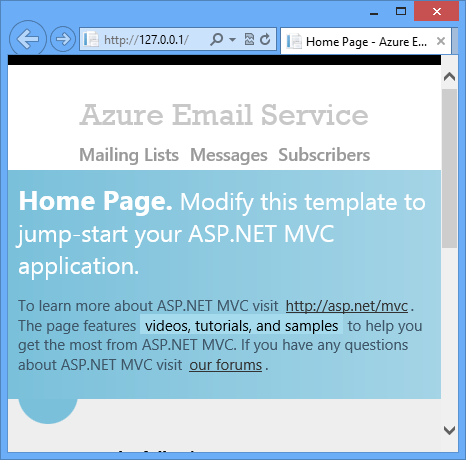 http://127.0.0.1/
Home Page - Azure E...
Azure Email Service
Mailing Lists Messages Subscribers
Home Page. Modify this template to
jump-start your ASP.NET MVC
application.
To learn more about ASP.NET MVC visit http://asp.net/mvc .
The page features videos, tutorials, and samples to help you
get the most from ASP.NET MVC. If you have any questions
about ASP.NET MVC visit our forums .